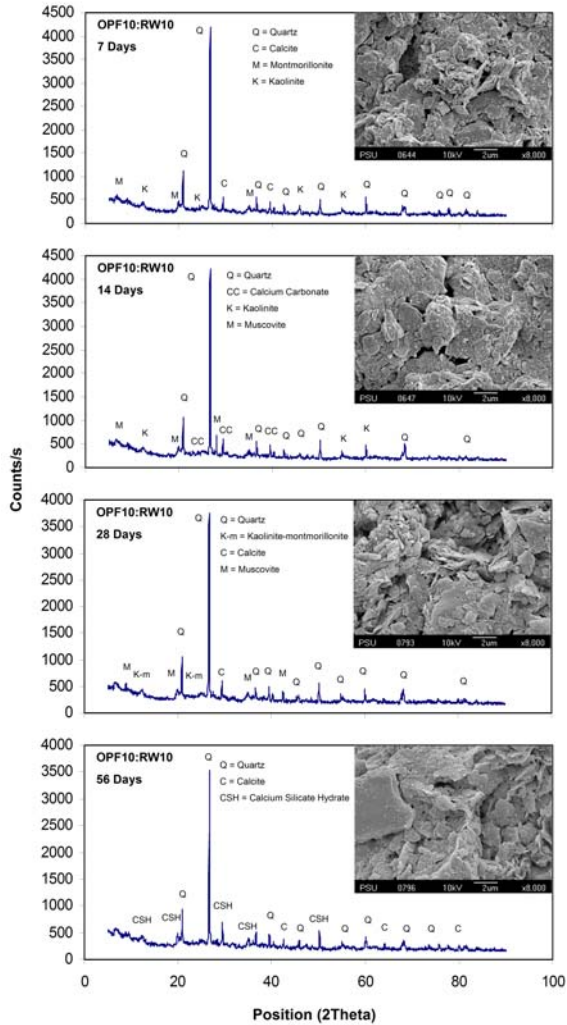 OPF10:RW10
7 Days
Q = Quartz
C = Calcite
M = Montmorillonite
K = Kaolinite
Q
Q
M K M K C M Q C Q K Q K Q Q Q Q Q
4500
4000
3500
3000
2500
2000
1500
1000
500
0
PSU 0644 10kV 2um x8,000
OPF10:RW10
14 Days
Q = Quartz
CC = Calcium Carbonate
K = Kaolinite
M = Muscovite
Q
Q
M K M CC M CC M Q CC Q Q Q K K Q Q
4500
4000
3500
3000
2500
2000
1500
1000
500
0
PSU 0647 10kV 2um x8,000
Counts/s
OPF10:RW10
28 Days
Q = Quartz
K-m = Kaolinite-montmorillonite
C = Calcite
M = Muscovite
Q
Q
M K-m M K-m C M Q Q M Q Q Q Q Q Q
4000
3500
3000
2500
2000
1500
1000
500
0
PSU 0793 10kV 2um x8,000
OPF10:RW10
56 Days
Q = Quartz
C = Calcite
CSH = Calcium Silicate Hydrate
Q
Q
CSH CSH CSH CSH Q C Q CSH Q Q C Q Q C
4000
3500
3000
2500
2000
1500
1000
500
0
PSU 0796 10kV 2um x8,000
0 20 40 60 80 100
Position (2Theta)